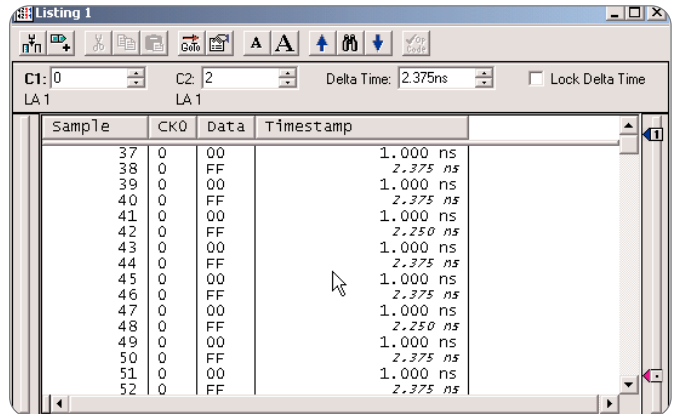 Listing 1
GoTo A A Op Code
C1: 0 C2: 2 Delta Time: 2.375ns Lock Delta Time
LA 1 LA 1
Sample CK0 Data Timestamp
37 0 00 1.000 ns
38 0 FF 2.375 ns
39 0 00 1.000 ns
40 0 FF 2.375 ns
41 0 00 1.000 ns
42 0 FF 2.250 ns
43 0 00 1.000 ns
44 0 FF 2.375 ns
45 0 00 1.000 ns
46 0 FF 2.375 ns
47 0 00 1.000 ns
48 0 FF 2.250 ns
49 0 00 1.000 ns
50 0 FF 2.375 ns
51 0 00 1.000 ns
52 0 FF 2.375 ns
1